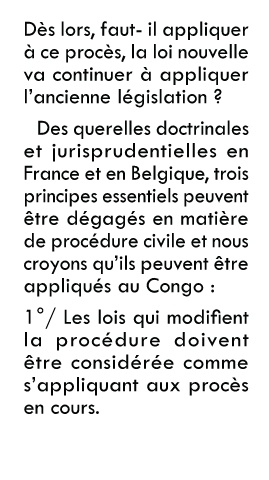 Dès lors, faut- il appliquer
à ce procès, la loi nouvelle
va continuer à appliquer
l'ancienne législation ?
Des querelles doctrinales
et jurisprudentielles en
France et en Belgique, trois
principes essentiels peuvent
être dégagés en matière
de procédure civile et nous
croyons qu'ils peuvent être
appliqués au Congo :
1°/ Les lois qui modifient
la procédure doivent
être considérée comme
s'appliquant aux procès
en cours.